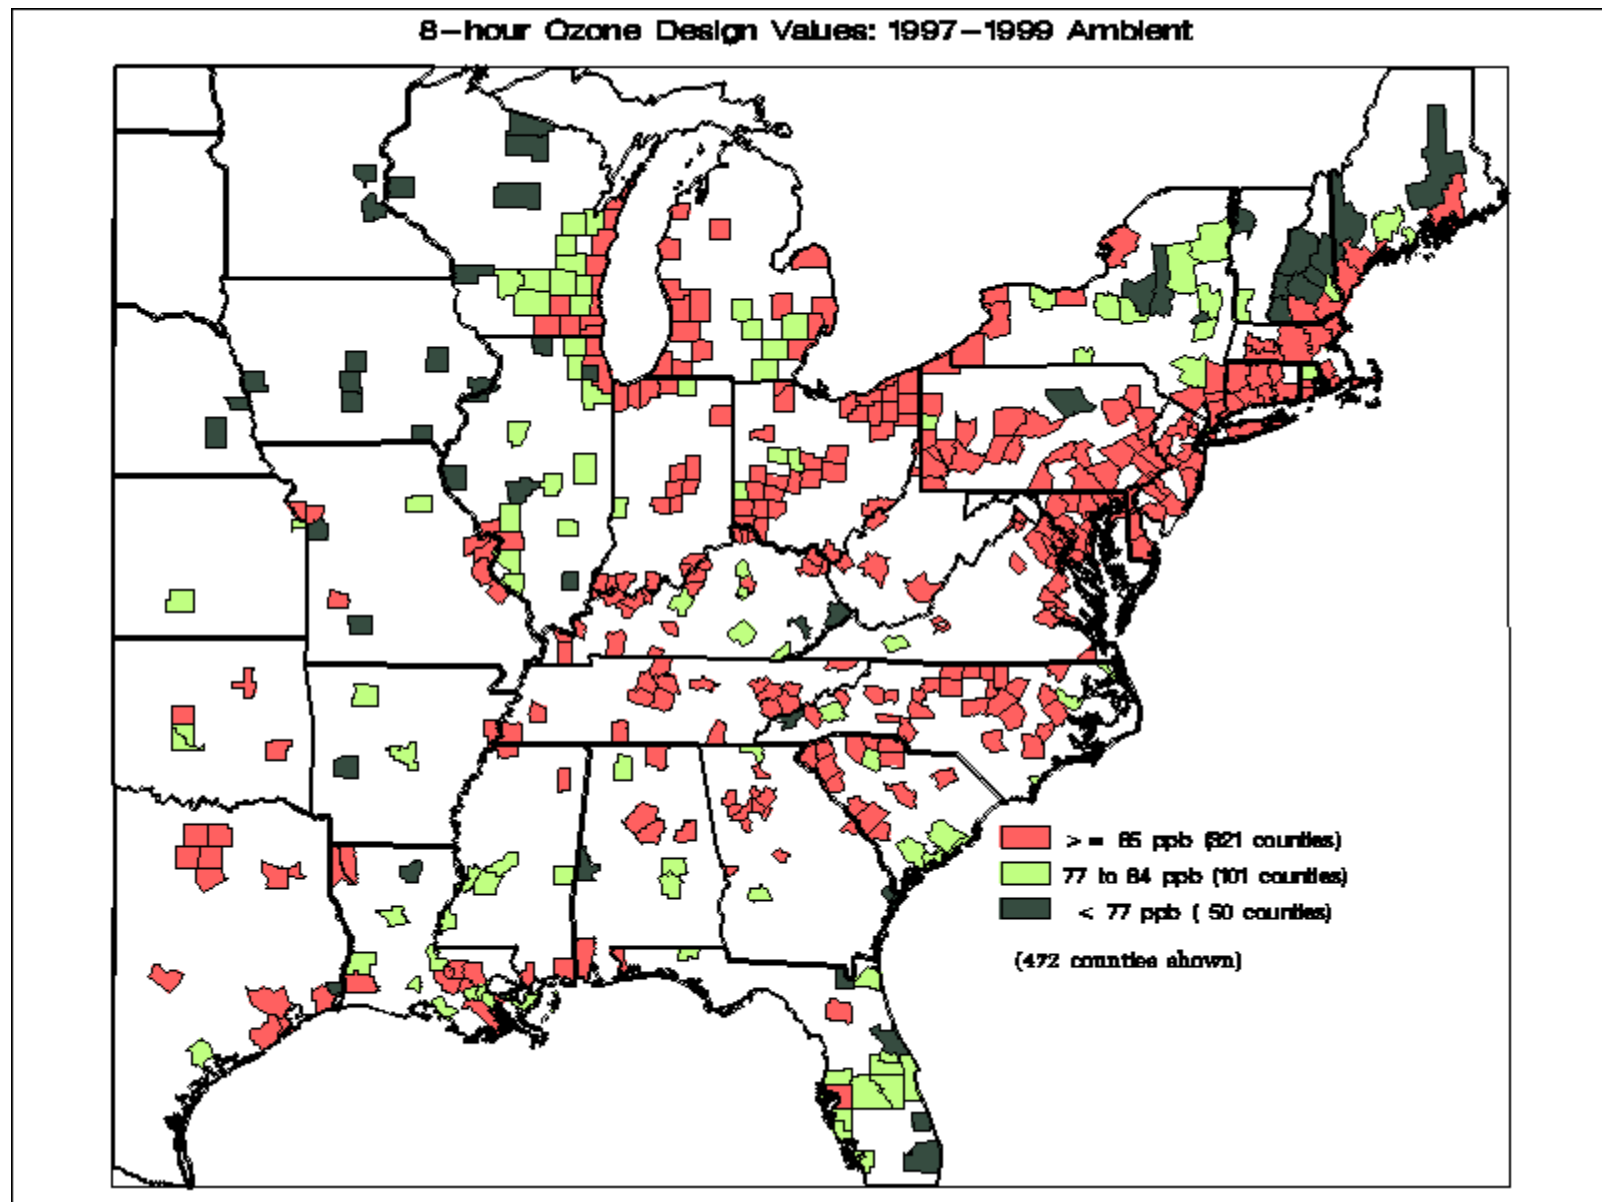 8-hour Ozone Design Values: 1997-1999 Ambient
>= 85 ppb (321 counties)
77 to 84 ppb (101 counties)
< 77 ppb ( 50 counties)
(472 counties shown)